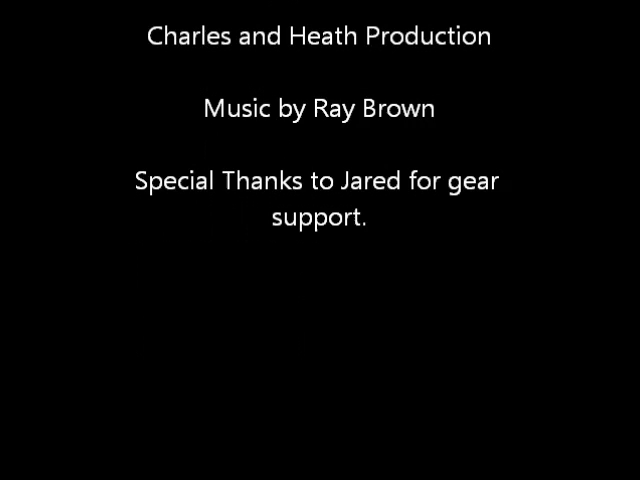 Charles and Heath Production
Music by Ray Brown
Special Thanks to Jared for gear
support.